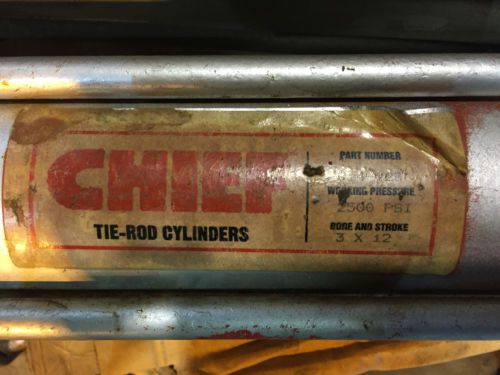 CHIEF
TIE-ROD CYLINDERS
PART NUMBER
WORKING PRESSURE
2500 PSI
BORE AND STROKE
3 X 12